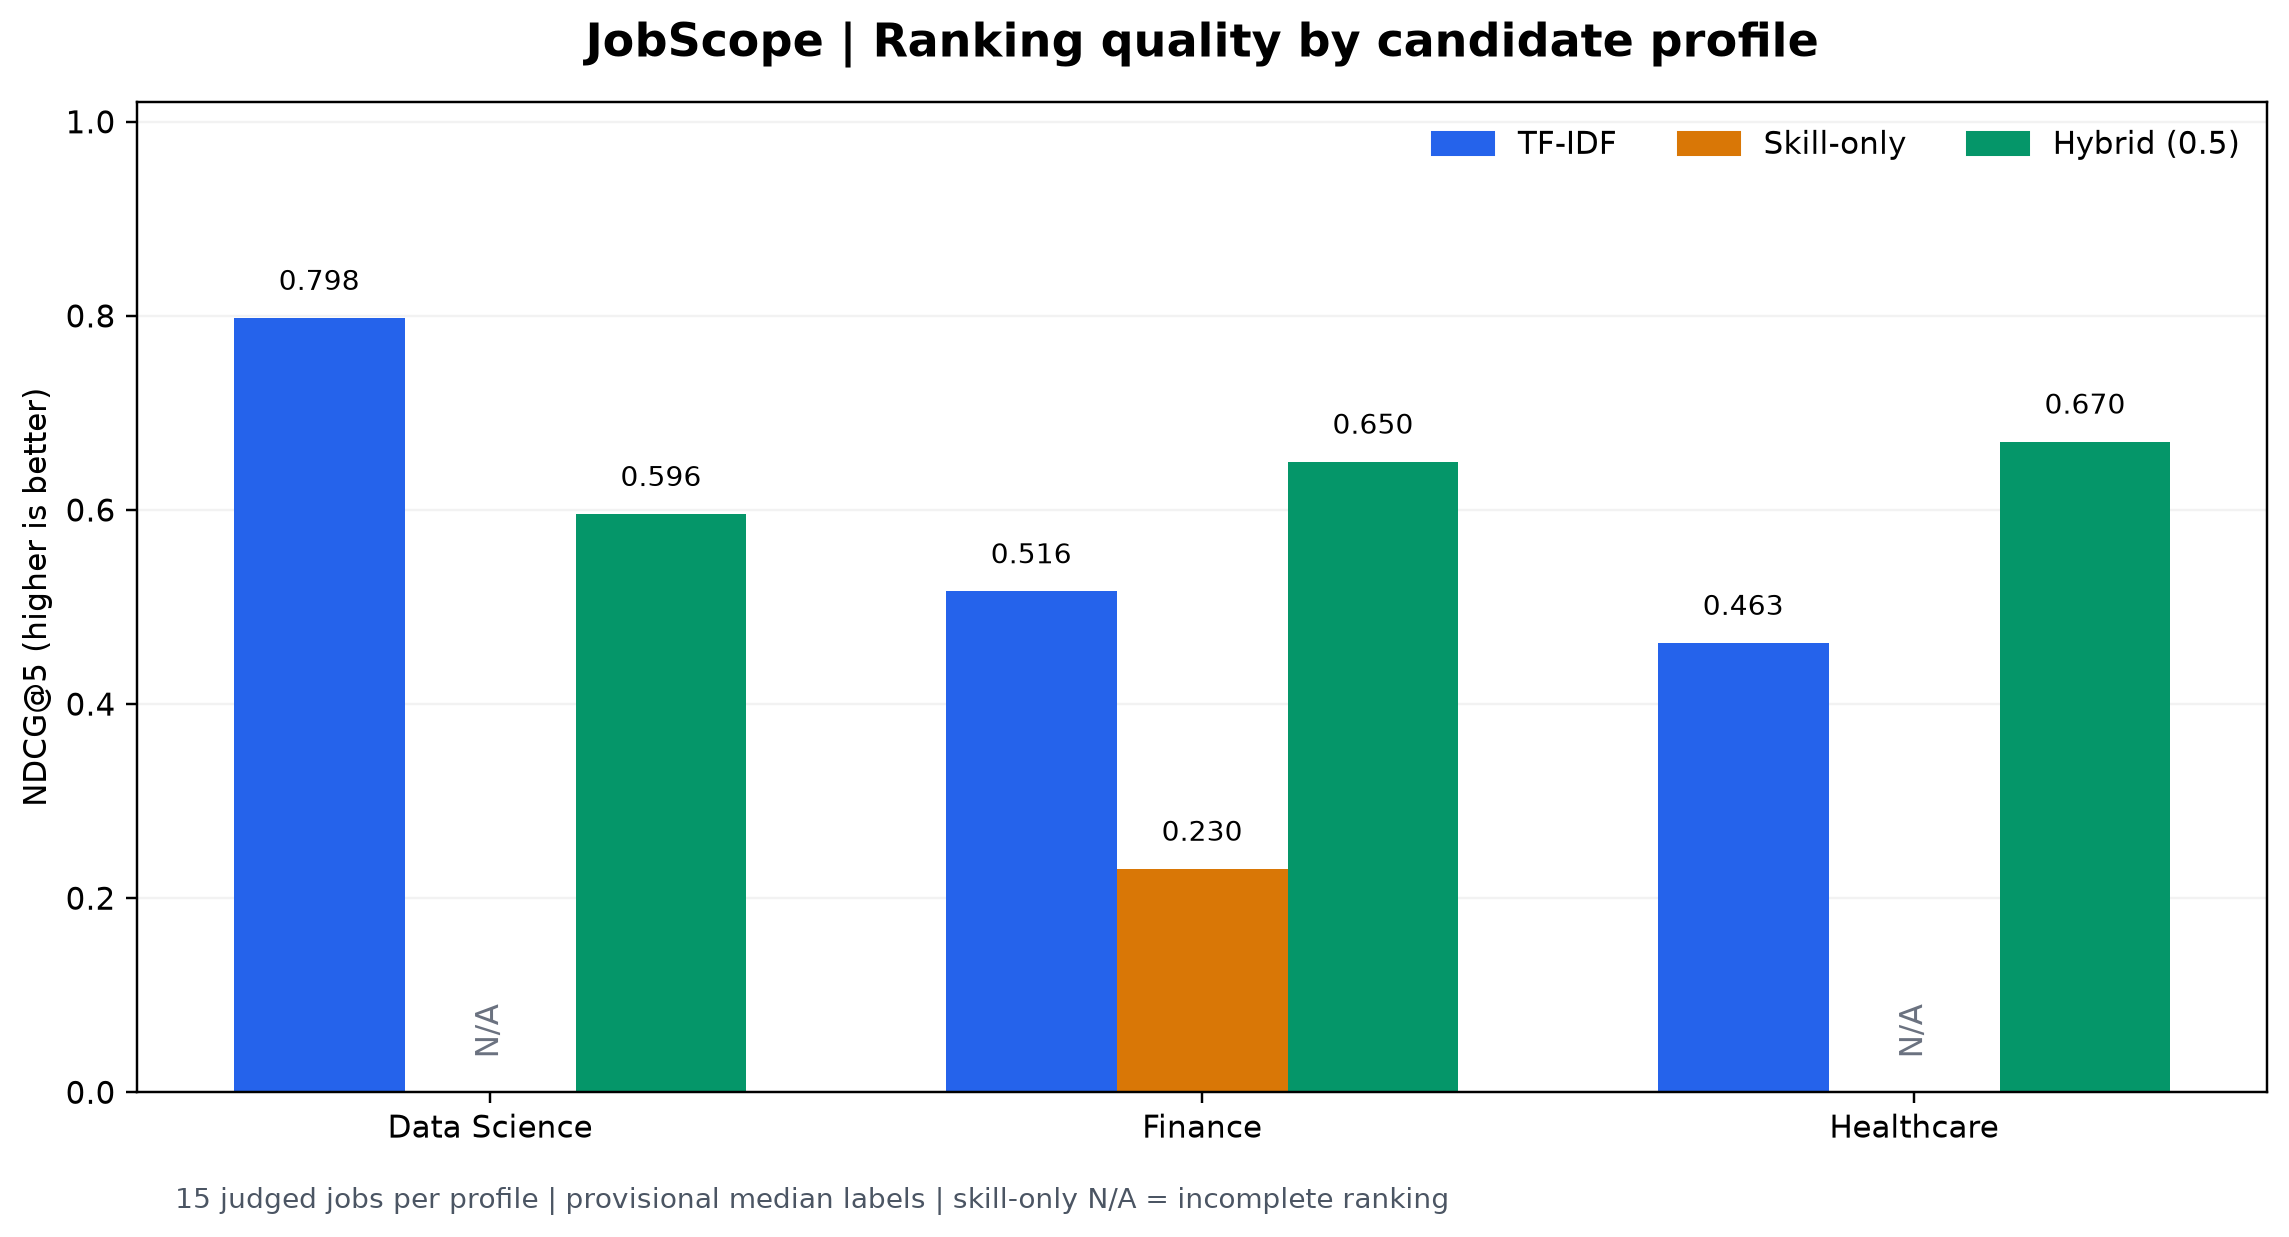 JobScope | Ranking quality by candidate profile
TF-IDF
Skill-only
Hybrid (0.5)
NDCG@5 (higher is better)
1.0
0.8
0.6
0.4
0.2
0.0
0.798
N/A
0.596
0.516
0.230
0.650
0.463
N/A
0.670
Data Science
Finance
Healthcare
15 judged jobs per profile | provisional median labels | skill-only N/A = incomplete ranking